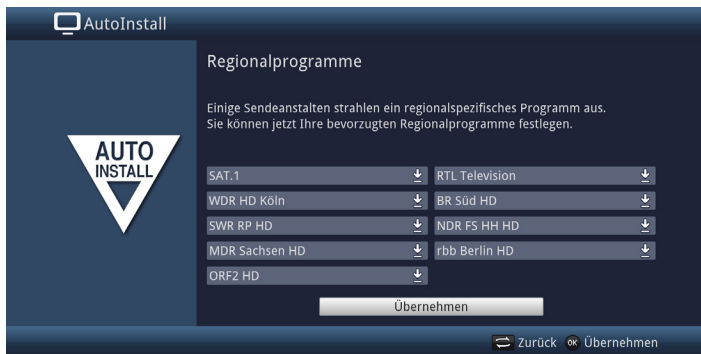 AutoInstall
Regionalprogramme
Einige Sendeanstalten strahlen ein regionalspezifisches Programm aus.
Sie können jetzt Ihre bevorzugten Regionalprogramme festlegen.
AUTO
INSTALL
SAT.1
RTL Television
WDR HD Köln
BR Süd HD
SWR RP HD
NDR FS HH HD
MDR Sachsen HD
rbb Berlin HD
ORF2 HD
Übernehmen
Zurück OK Übernehmen